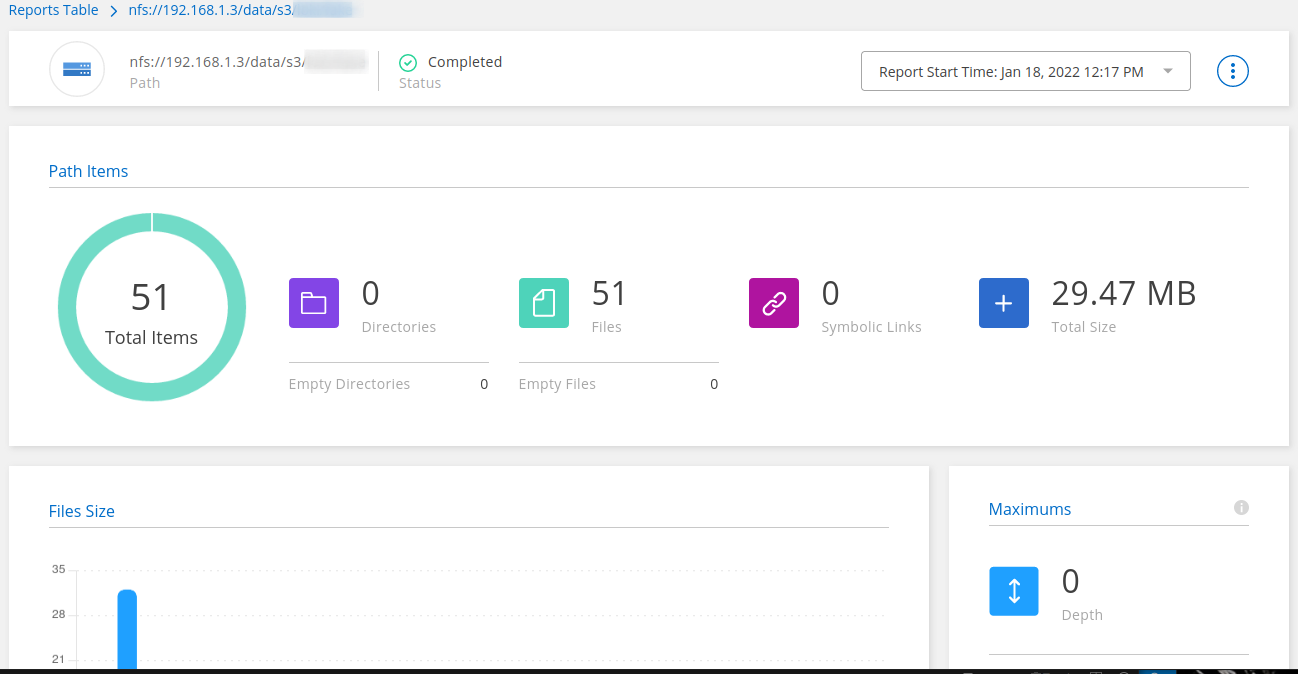 Reports Table > nfs://192.168.1.3/data/s3/
nfs://192.168.1.3/data/s3/
Path
Completed
Status
Report Start Time: Jan 18, 2022 12:17 PM
Path Items
51
Total Items
0
Directories
Empty Directories 0
51
Files
Empty Files 0
0
Symbolic Links
29.47 MB
Total Size
Files Size
35
28
21
Maximums
0
Depth